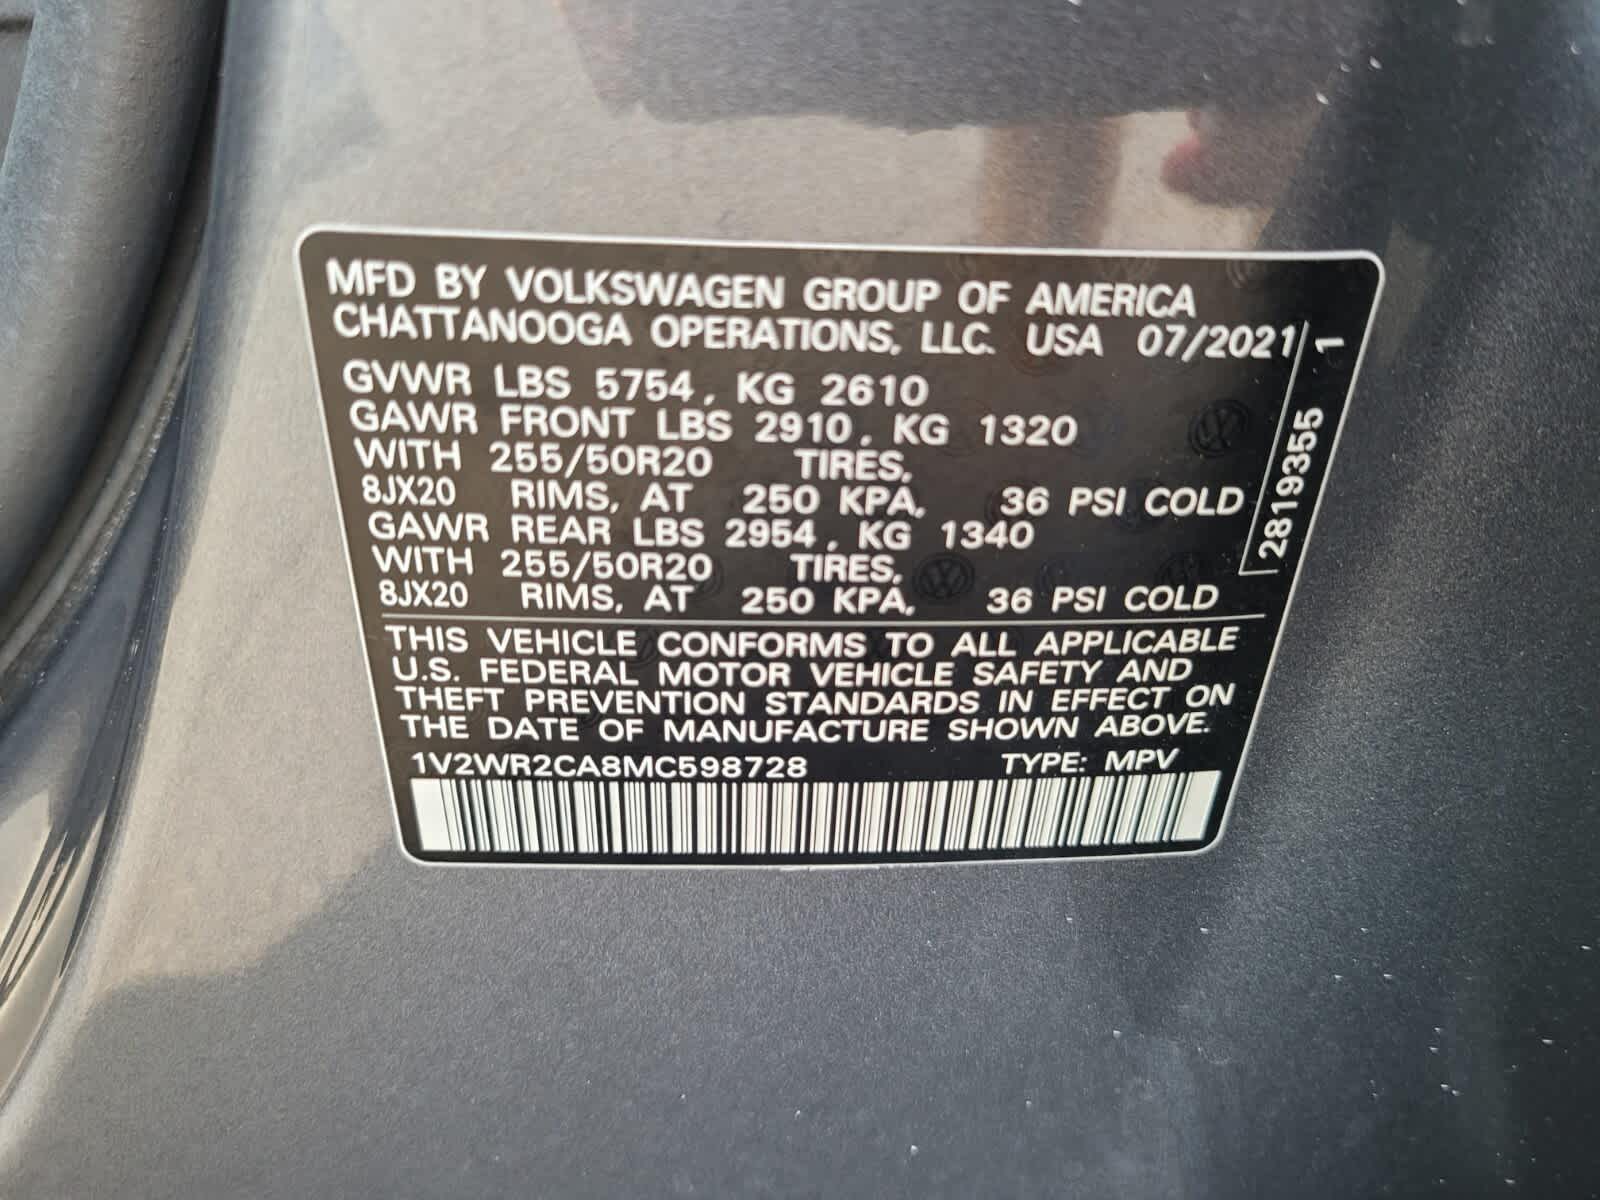 MFD BY VOLKSWAGEN GROUP OF AMERICA
CHATTANOOGA OPERATIONS, LLC. USA 07/2021
GVWR LBS 5754, KG 2610
GAWR FRONT LBS 2910, KG 1320
WITH 255/50R20 TIRES,
8JX20 RIMS, AT 250 KPA, 36 PSI COLD
GAWR REAR LBS 2954, KG 1340
WITH 255/50R20 TIRES,
8JX20 RIMS, AT 250 KPA, 36 PSI COLD
THIS VEHICLE CONFORMS TO ALL APPLICABLE
U.S. FEDERAL MOTOR VEHICLE SAFETY AND
THEFT PREVENTION STANDARDS IN EFFECT ON
THE DATE OF MANUFACTURE SHOWN ABOVE.
1V2WR2CA8MC598728 TYPE: MPV
2819355 1